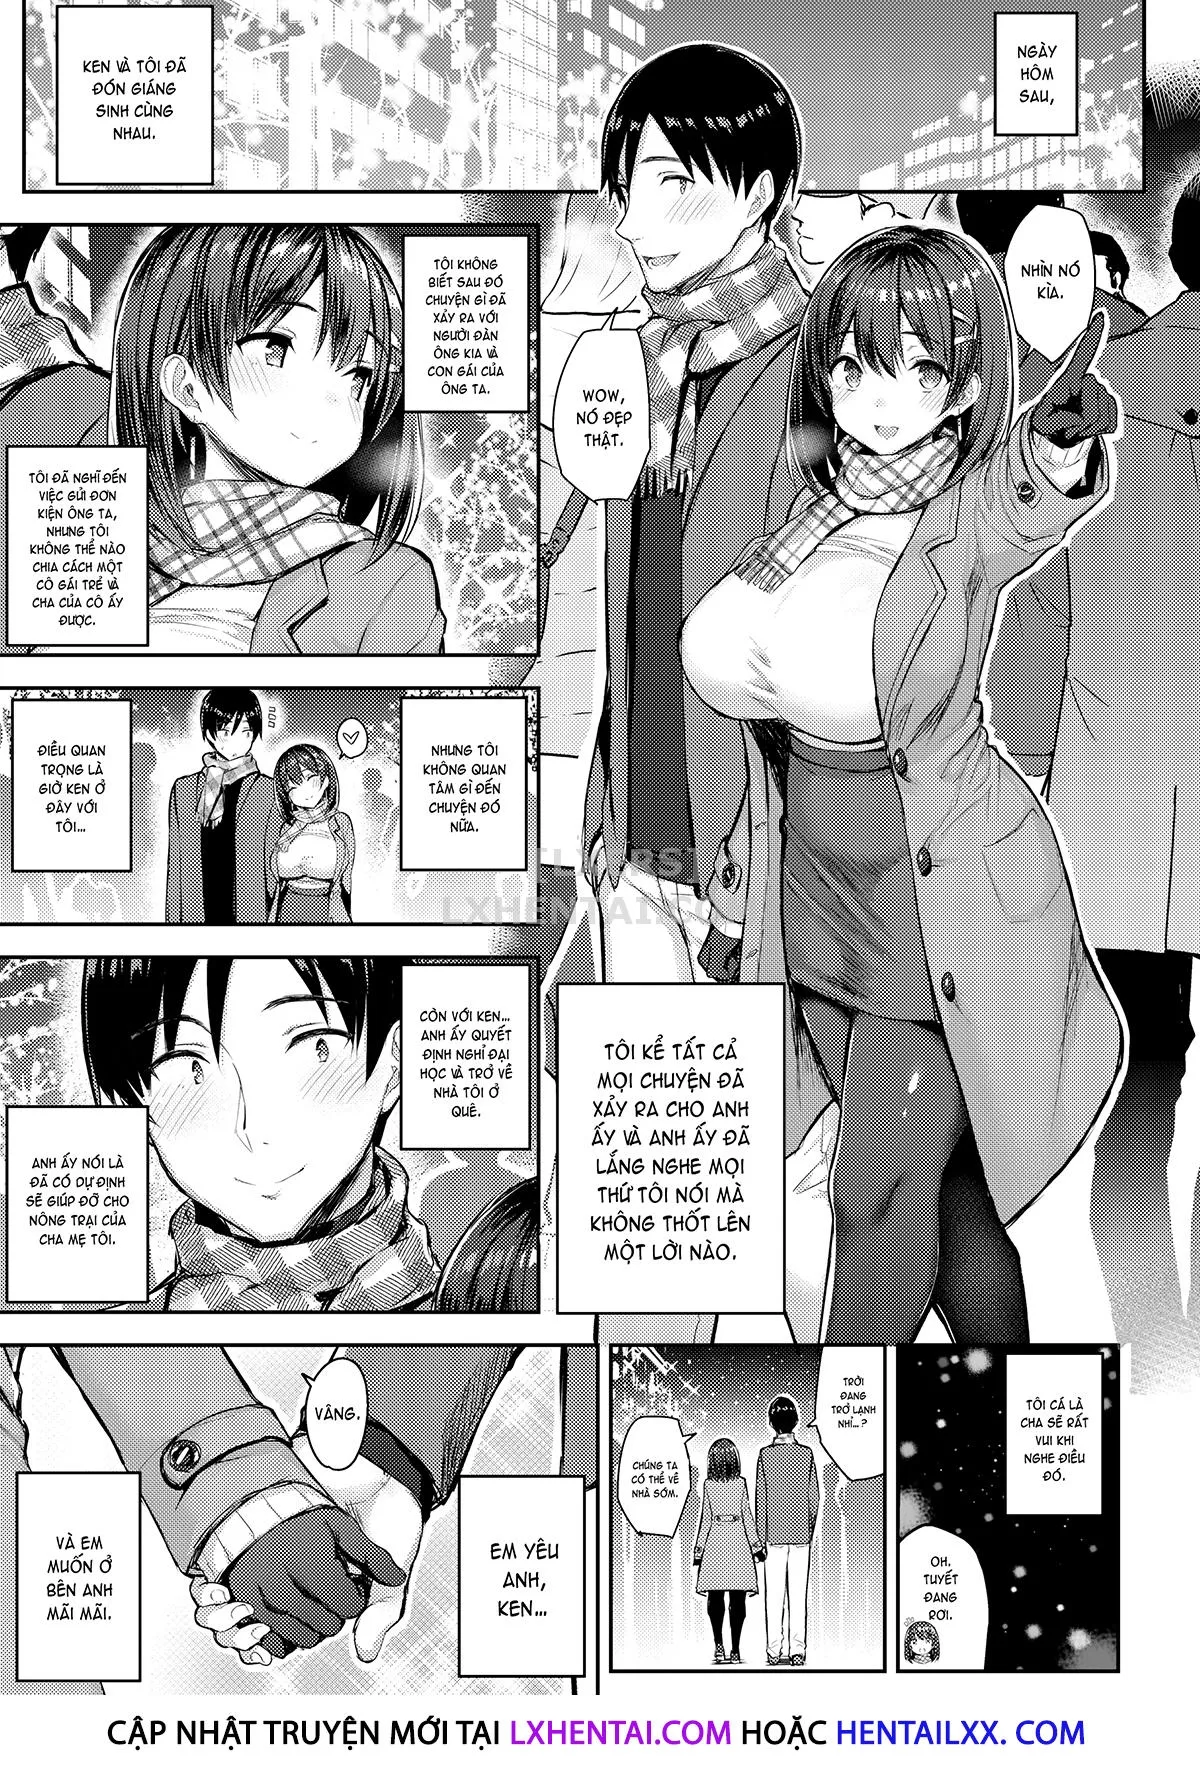 NGÀY
HÔM
SAU,
KEN VÀ TÔI ĐÃ
ĐÓN GIÁNG
SINH CÙNG
NHAU.
NHÌN NÓ
KÌA.
WOW,
NÓ ĐẸP
THẬT.
TÔI KHÔNG
BIẾT SAU ĐÓ
CHUYỆN GÌ ĐÃ
XẢY RA VỚI
NGƯỜI ĐÀN
ÔNG KIA VÀ
CON GÁI CỦA
ÔNG TA.
TÔI ĐÃ NGHĨ ĐẾN
VIỆC GỬI ĐƠN
KIỆN ÔNG TA,
NHƯNG TÔI
KHÔNG THỂ NÀO
CHIA CÁCH MỘT
CÔ GÁI TRẺ VÀ
CHA CỦA CÔ ẤY
ĐƯỢC.
NHƯNG TÔI
KHÔNG QUAN
TÂM GÌ ĐẾN
CHUYỆN ĐÓ
NỮA.
ĐIỀU QUAN
TRỌNG LÀ
GIỜ KEN Ở
ĐÂY VỚI
TÔI...
LXHENTAI.CO
TÔI KỂ TẤT CẢ
MỌI CHUYỆN ĐÃ
XẢY RA CHO ANH
ẤY VÀ ANH ẤY ĐÃ
LẮNG NGHE MỌI
THỨ TÔI NÓI MÀ
KHÔNG THỐT LÊN
MỘT LỜI NÀO.
CÒN VỚI KEN...
ANH ẤY QUYẾT
ĐỊNH NGHỈ ĐẠI
HỌC VÀ TRỞ VỀ
NHÀ TÔI Ở
QUÊ.
ANH ẤY NÓI LÀ
ĐÃ CÓ DỰ ĐỊNH
SẼ GIÚP ĐỠ CHO
NÔNG TRẠI CỦA
CHA MẸ TÔI.
TÔI CÁ LÀ
CHA SẼ RẤT
VUI KHI
NGHE ĐIỀU
ĐÓ.
OH,
TUYẾT
ĐANG
RƠI.
TRỜI
ĐANG
TRỞ LẠNH
NHỈ...?
CHÚNG TA
CÓ THỂ VỀ
NHÀ SỚM.
VÂNG.
EM YÊU
ANH,
KEN...
VÀ EM
MUỐN Ở
BÊN ANH
MÃI MÃI.
CẬP NHẬT TRUYỆN MỚI TẠI LXHENTAI.COM HOẶC HENTAILXX. COM